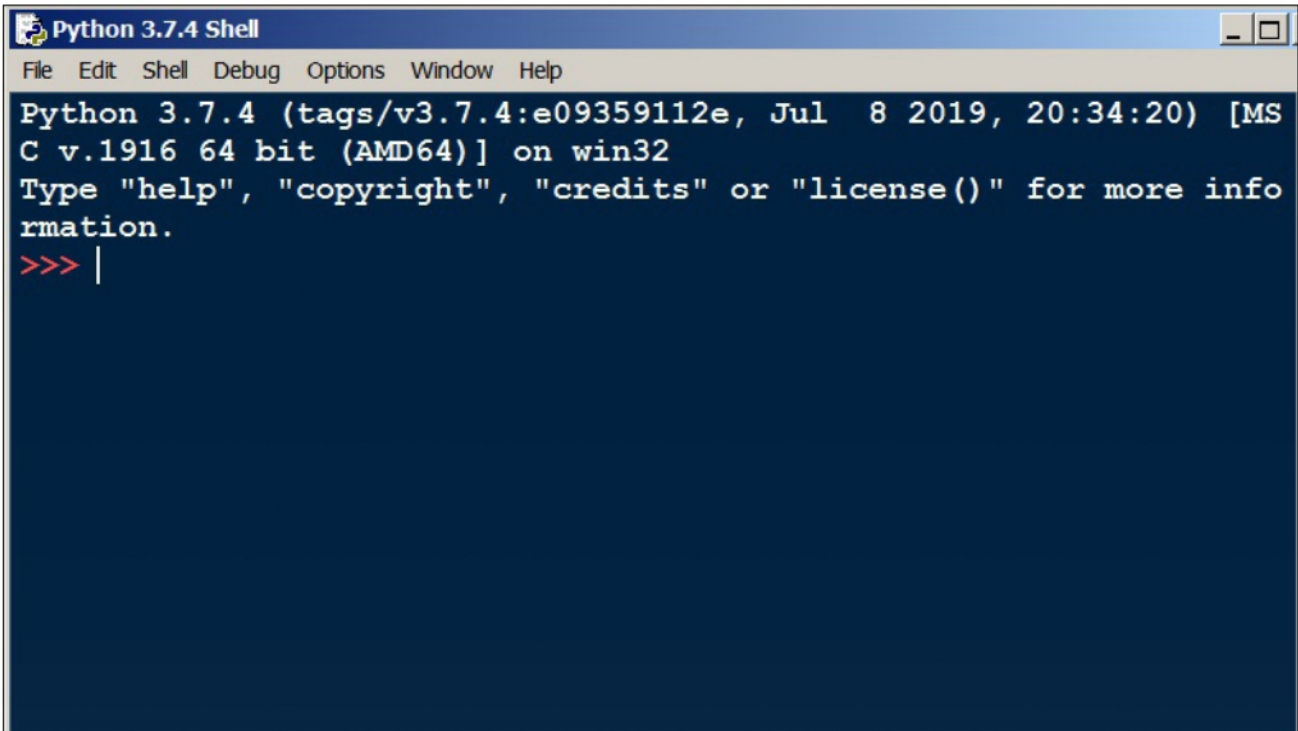 Python 3.7.4 Shell
File Edit Shell Debug Options Window Help
Python 3.7.4 (tags/v3.7.4:e09359112e, Jul  8 2019, 20:34:20) [MS
C v.1916 64 bit (AMD64)] on win32
Type "help", "copyright", "credits" or "license()" for more info
rmation.
>>>